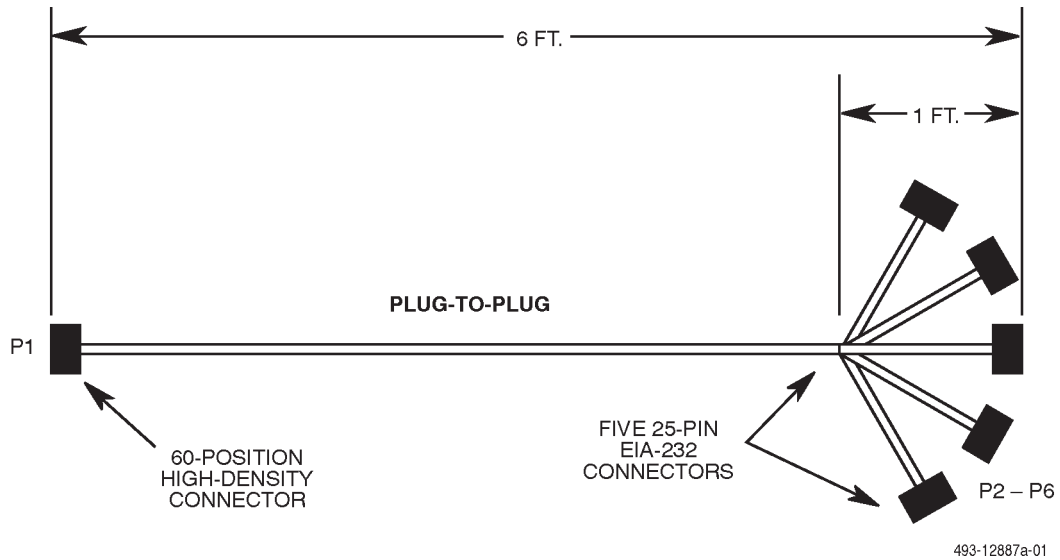 6 FT.
1 FT.
PLUG-TO-PLUG
P1
60-POSITION
HIGH-DENSITY
CONNECTOR
FIVE 25-PIN
EIA-232
CONNECTORS
P2 – P6
493-12887a-01